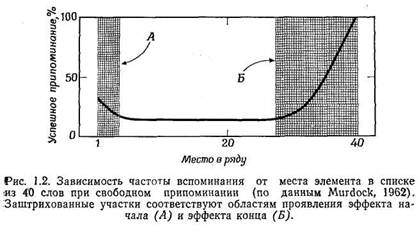 Успешное припоминание, %
100
50
0
А
Б
1
20
40
Место в ряду
Рис. 1.2. Зависимость частоты вспоминания от места элемента в списке
из 40 слов при свободном припоминании (по данным Murdock, 1962).
Заштрихованные участки соответствуют областям проявления эффекта на-
чала (А) и эффекта конца (Б).